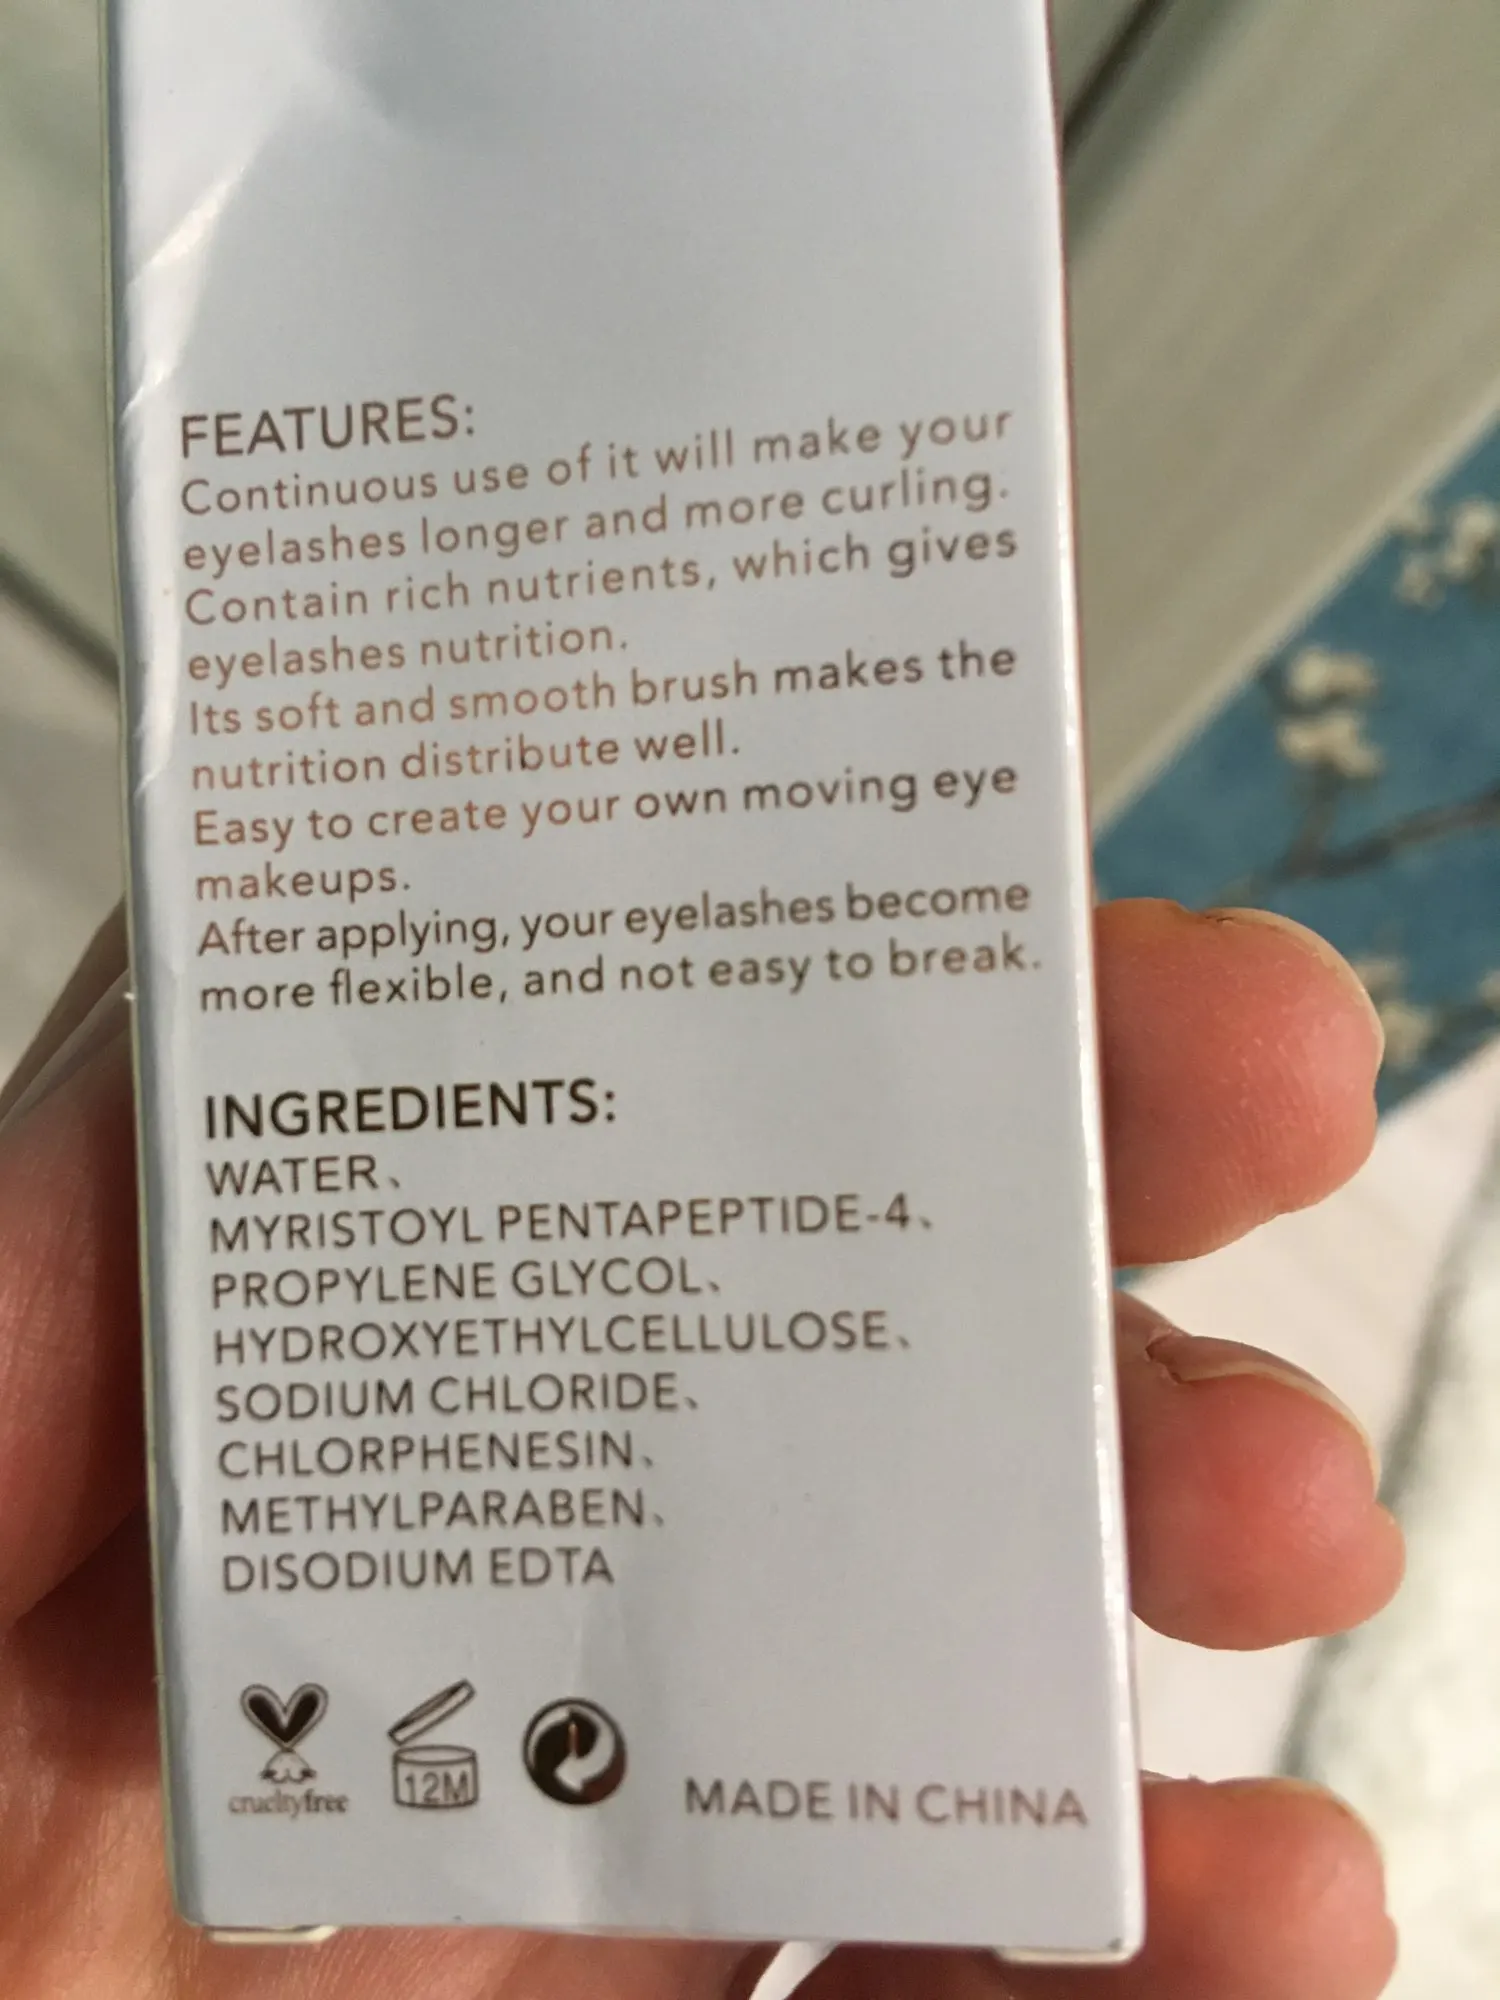 FEATURES:
Continuous use of it will make your
eyelashes longer and more curling.
Contain rich nutrients, which gives
eyelashes nutrition.
Its soft and smooth brush makes the
nutrition distribute well.
Easy to create your own moving eye
makeups.
After applying, your eyelashes become
more flexible, and not easy to break.
INGREDIENTS:
WATER、
MYRISTOYL PENTAPEPTIDE-4、
PROPYLENE GLYCOL、
HYDROXYETHYLCELLULOSE、
SODIUM CHLORIDE、
CHLORPHENESIN、
METHYLPARABEN、
DISODIUM EDTA
crueltyfree
12M
MADE IN CHINA